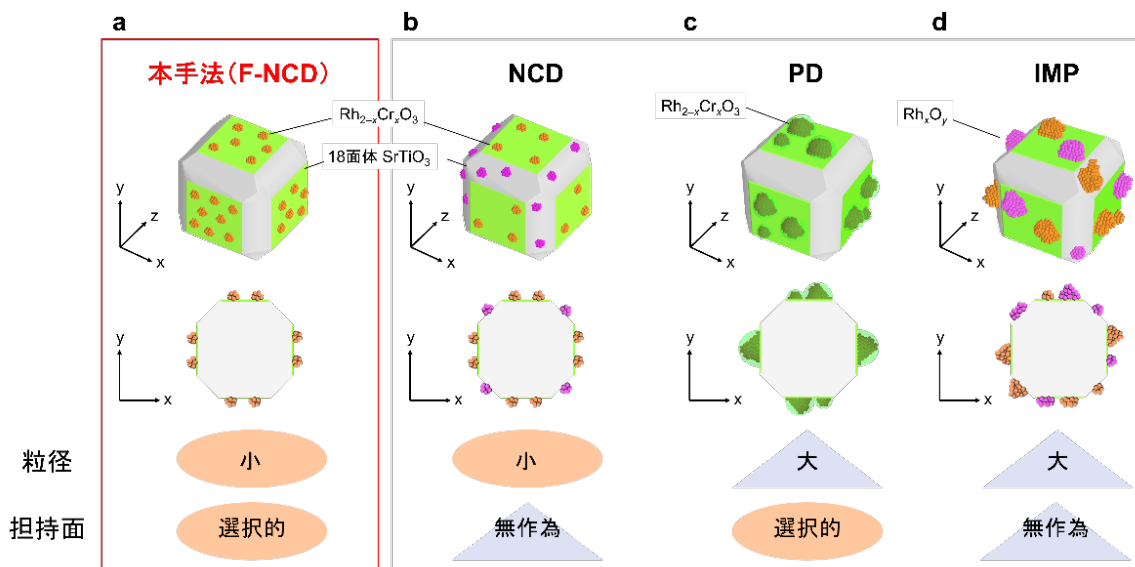 a
b
c
d
本手法(F-NCD)
NCD
PD
IMP
Rh2–xCrxO3
18面体 SrTiO3
Rh2–xCrxO3
RhxOy
y
z
x
y
z
x
y
z
x
y
z
x
y
x
y
x
y
x
y
x
粒径
小
小
大
大
担持面
選択的
無作為
選択的
無作為